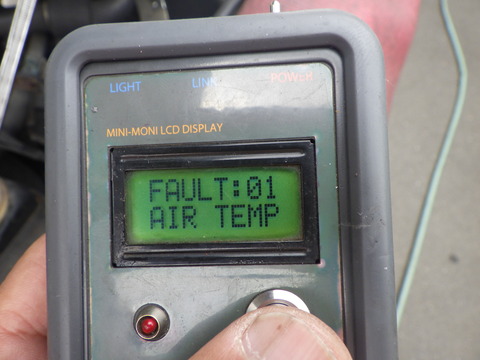 LIGHT LINK POWER
MINI-MONI LCD DISPLAY
FAULT:01
AIR TEMP